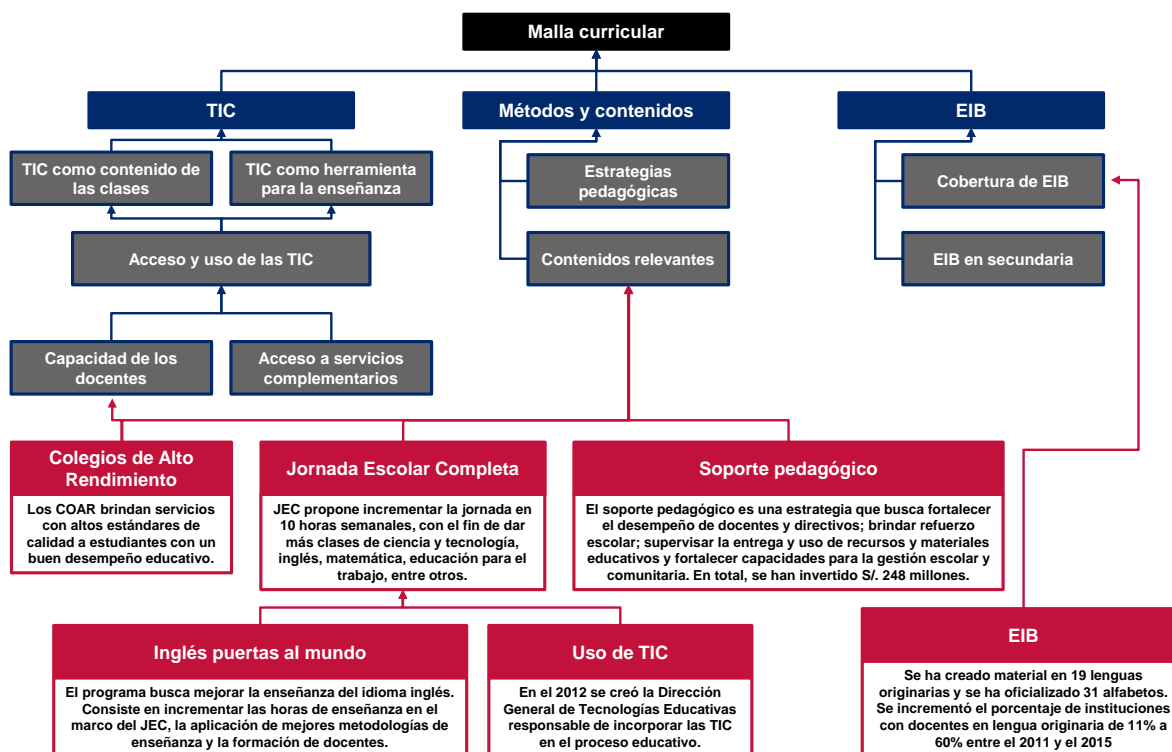 Malla curricular
TIC
Métodos y contenidos
EIB
TIC como contenido de
las clases
TIC como herramienta
para la enseñanza
Estrategias
pedagógicas
Cobertura de EIB
Acceso y uso de las TIC
Contenidos relevantes
EIB en secundaria
Capacidad de los
docentes
Acceso a servicios
complementarios
Colegios de Alto
Rendimiento
Los COAR brindan servicios
con altos estándares de
calidad a estudiantes con un
buen desempeño educativo.
Jornada Escolar Completa
JEC propone incrementar la jornada en
10 horas semanales, con el fin de dar
más clases de ciencia y tecnología,
inglés, matemática, educación para el
trabajo, entre otros.
Soporte pedagógico
El soporte pedagógico es una estrategia que busca fortalecer
el desempeño de docentes y directivos; brindar refuerzo
escolar; supervisar la entrega y uso de recursos y materiales
educativos y fortalecer capacidades para la gestión escolar y
comunitaria. En total, se han invertido S/. 248 millones.
Inglés puertas al mundo
El programa busca mejorar la enseñanza del idioma inglés.
Consiste en incrementar las horas de enseñanza en el
marco del JEC, la aplicación de mejores metodologías de
enseñanza y la formación de docentes.
Uso de TIC
En el 2012 se creó la Dirección
General de Tecnologías Educativas
responsable de incorporar las TIC
en el proceso educativo.
EIB
Se ha creado material en 19 lenguas
originarias y se ha oficializado 31 alfabetos.
Se incrementó el porcentaje de instituciones
con docentes en lengua originaria de 11% a
60% entre el 2011 y el 2015